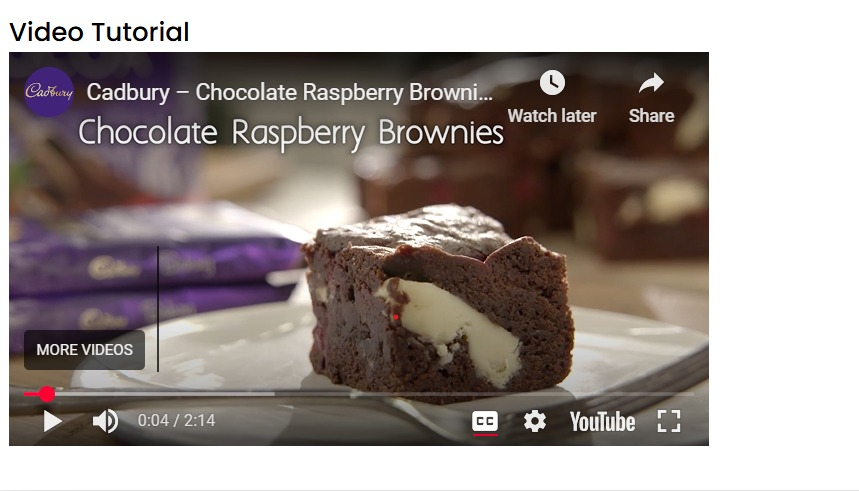 Video Tutorial
Cadbury
Cadbury – Chocolate Raspberry Browni...
Watch later
Share
Chocolate Raspberry Brownies
MORE VIDEOS
0:04 / 2:14
CC
YouTube